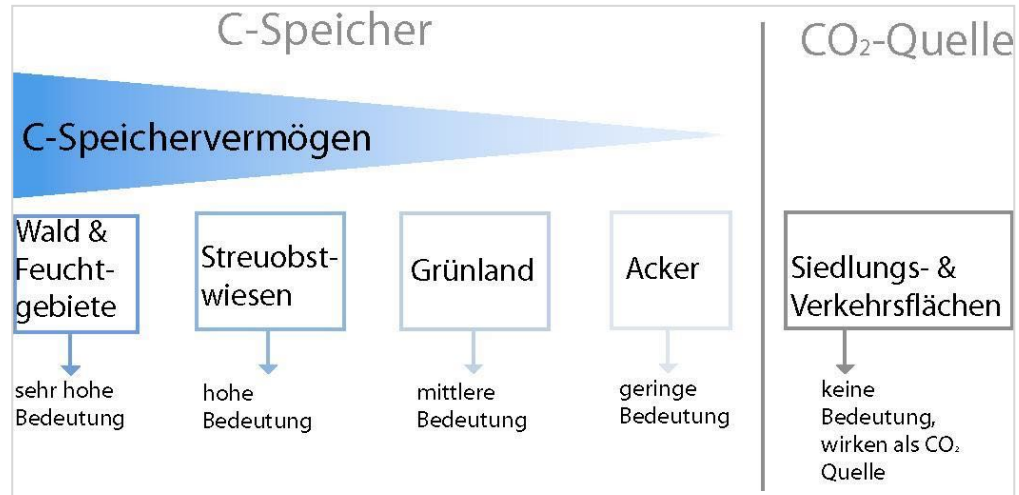 C-Speicher
CO₂-Quelle
C-Speichervermögen
Wald &
Feucht-
gebiete
Streuobst-
wiesen
Grünland
Acker
Siedlungs- &
Verkehrsflächen
sehr hohe
Bedeutung
hohe
Bedeutung
mittlere
Bedeutung
geringe
Bedeutung
keine
Bedeutung,
wirken als CO₂
Quelle